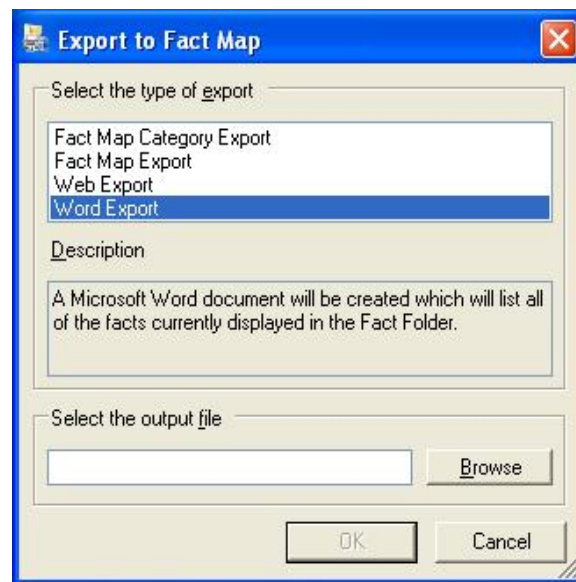 Export to Fact Map
Select the type of export
Fact Map Category Export
Fact Map Export
Web Export
Word Export
Description
A Microsoft Word document will be created which will list all
of the facts currently displayed in the Fact Folder.
Select the output file
Browse
OK
Cancel